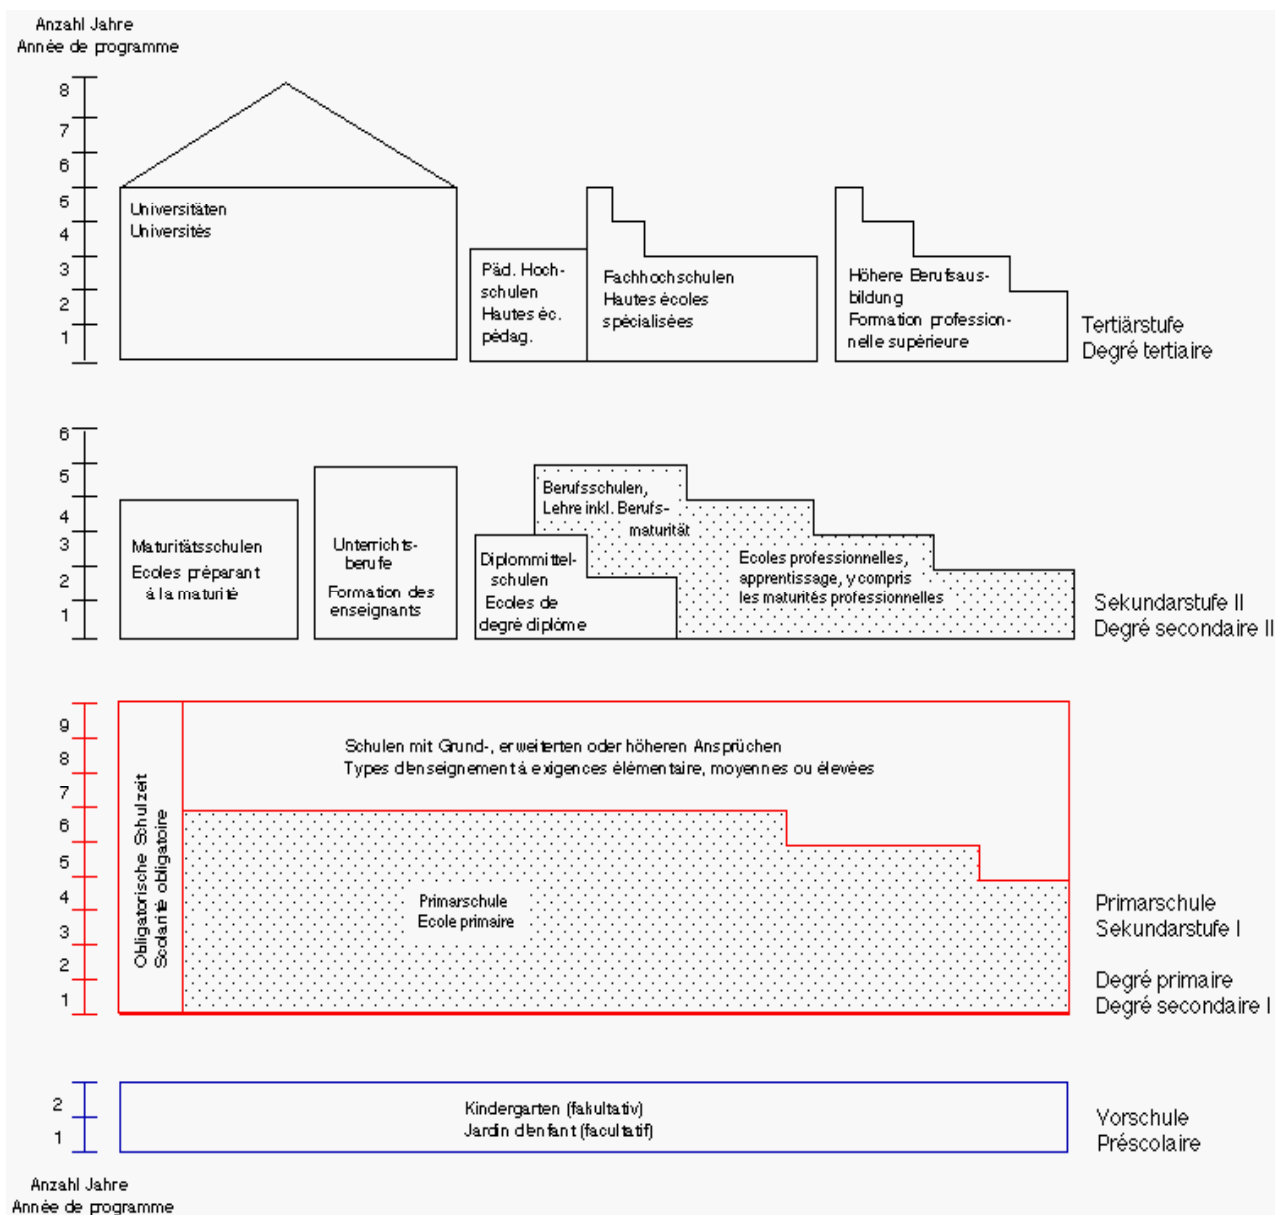 Anzahl Jahre
Année de programme
8
7
6
5
4
3
2
1
Universitäten
Universités
Päd. Hoch-
schulen
Hautes éc.
pédag.
Fachhochschulen
Hautes écoles
spécialisées
Höhere Berufsaus-
bildung
Formation profession-
nelle supérieure
Tertiärstufe
Degré tertiaire
6
5
4
3
2
1
Maturitätsschulen
Ecoles préparant
à la maturité
Unterrichts-
berufe
Formation des
enseignants
Berufsschulen,
Lehre inkl. Berufs-
maturität
Diplommittel-
schulen
Ecoles de
degré diplôme
Ecoles professionnelles,
apprentissage, y compris
les maturités professionnelles
Sekundarstufe II
Degré secondaire II
9
8
7
6
5
4
3
2
1
Obligatorische Schulzeit
Scolarité obligatoire
Schulen mit Grund-, erweiterten oder höheren Ansprüchen
Types d'enseignement à exigences élémentaire, moyennes ou élevées
Primarschule
Ecole primaire
Primarschule
Sekundarstufe I
Degré primaire
Degré secondaire I
2
1
Kindergarten (fakultativ)
Jardin d'enfant (facultatif)
Vorschule
Préscolaire
Anzahl Jahre
Année de programme